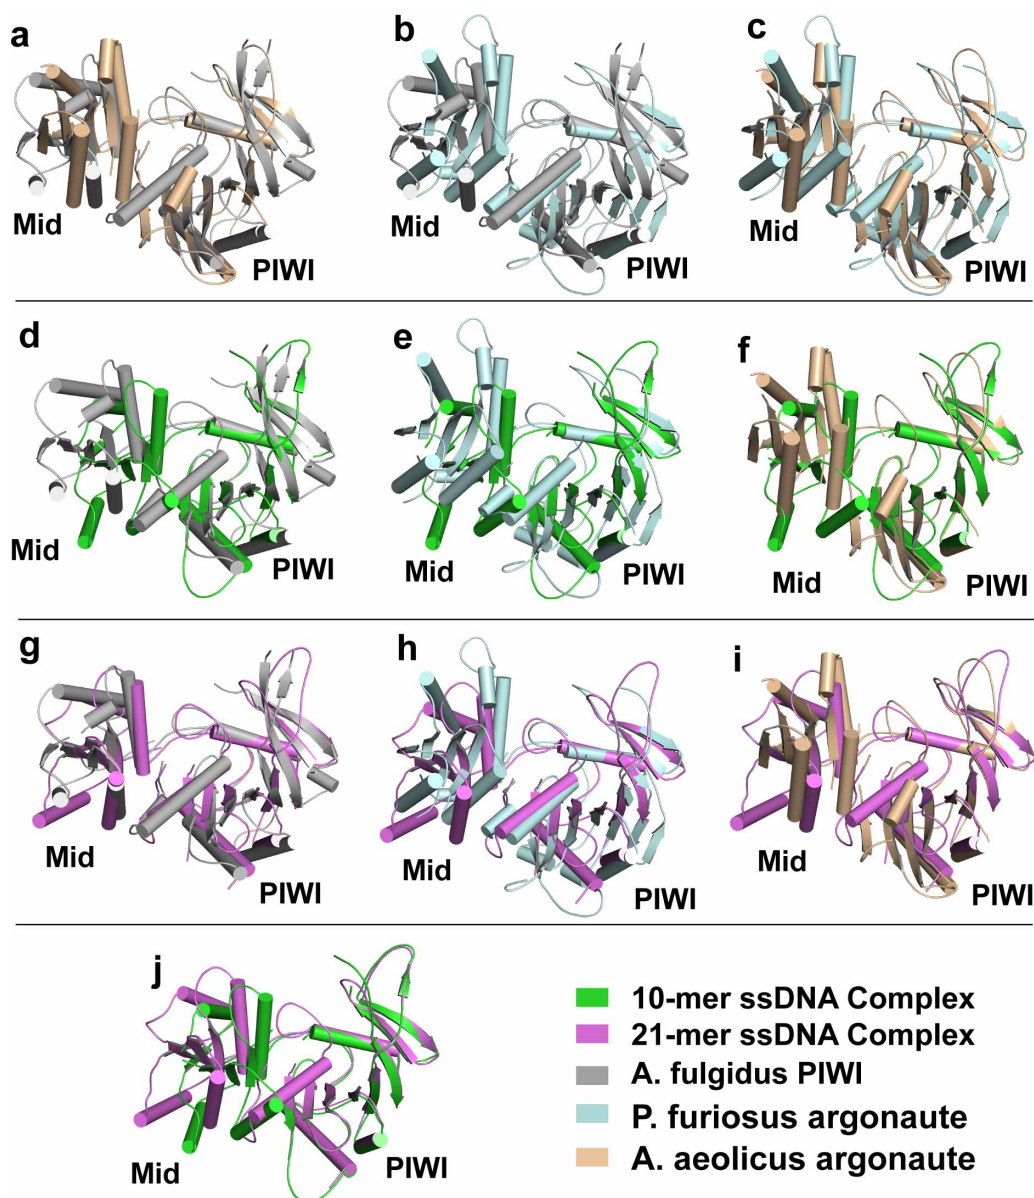 a
b
c
Mid
PIWI
Mid
PIWI
Mid
PIWI
d
e
f
Mid
PIWI
Mid
PIWI
Mid
PIWI
g
h
i
Mid
PIWI
Mid
PIWI
Mid
PIWI
j
Mid
PIWI
10-mer ssDNA Complex
21-mer ssDNA Complex
A. fulgidus PIWI
P. furiosus argonaute
A. aeolicus argonaute